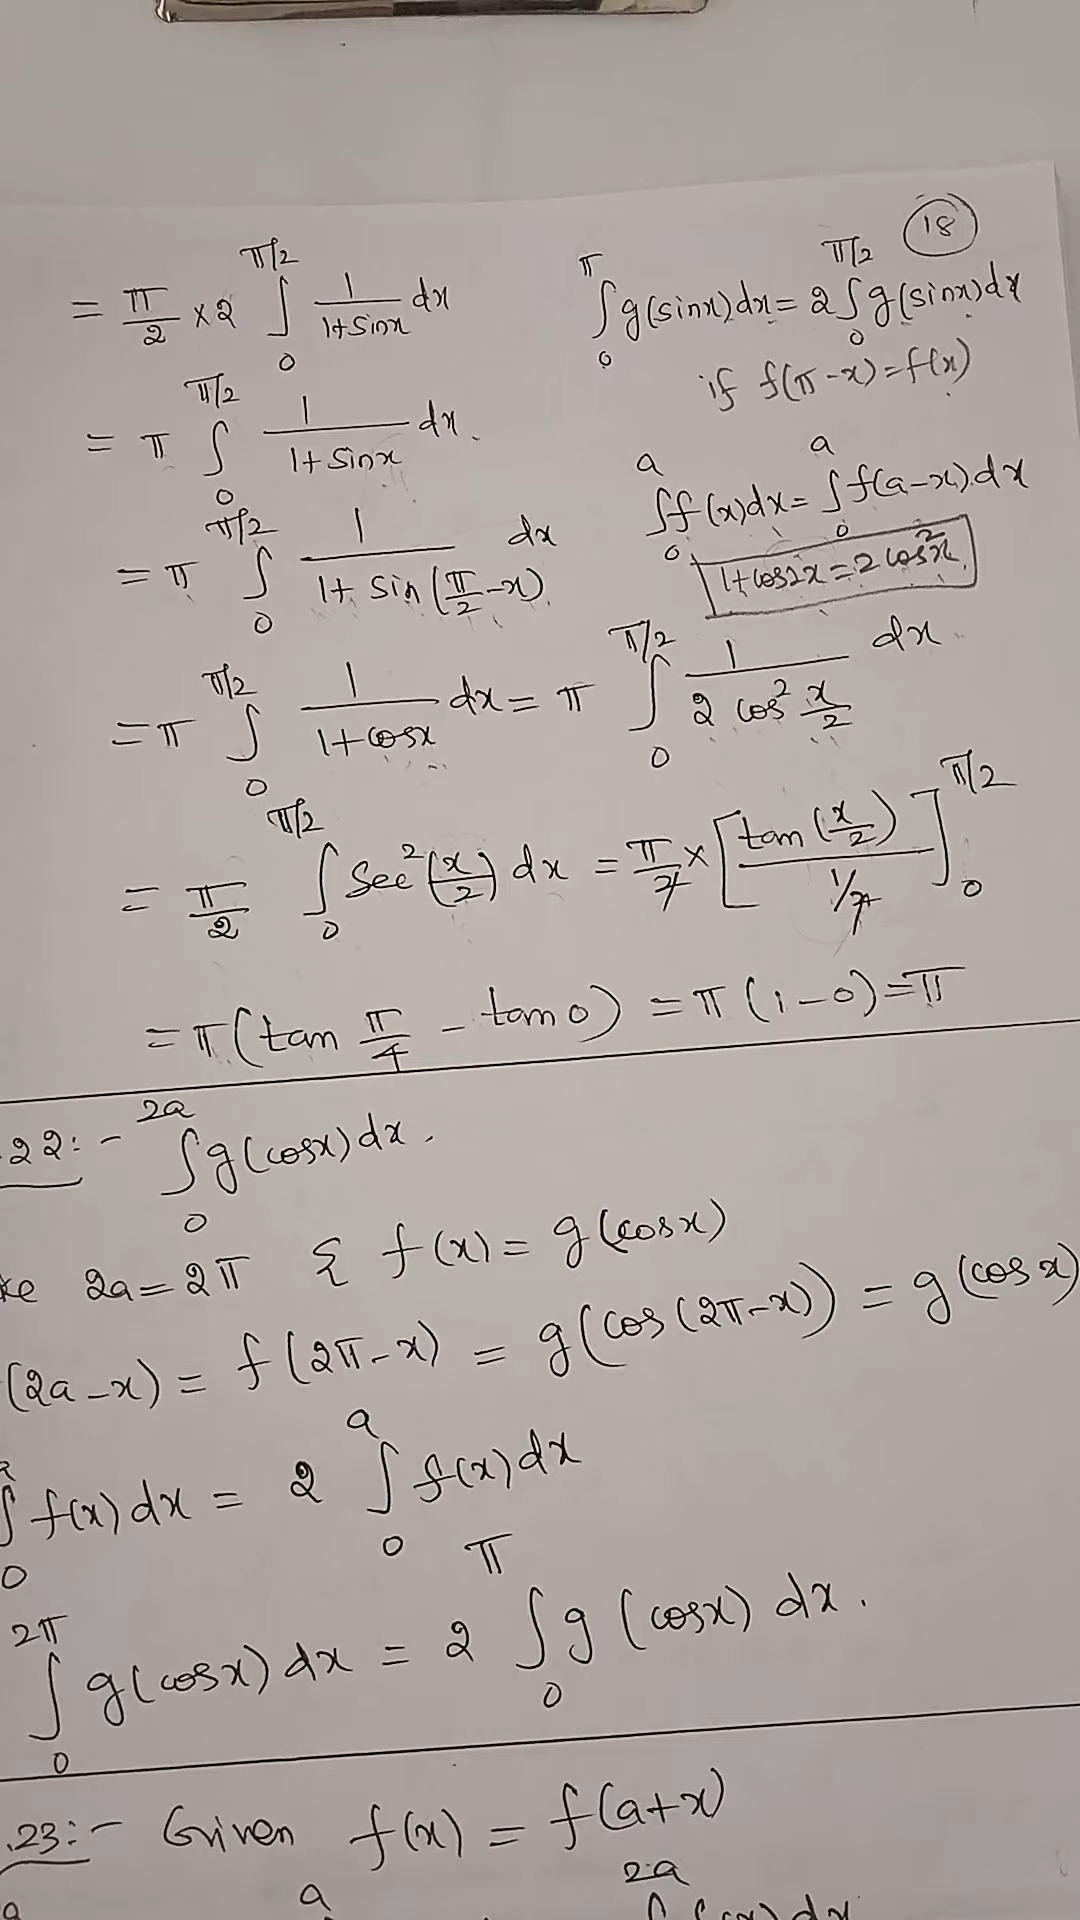 18
= π/2 × 2 ∫₀^{π/2} 1/(1+sinx) dx
∫₀^π g(sinx)dx = 2∫₀^{π/2} g(sinx)dx
if f(π-x)=f(x)
= π ∫₀^{π/2} 1/(1+sinx) dx.
∫₀^a f(x)dx = ∫₀^a f(a-x)dx
= π ∫₀^{π/2} 1/(1+sin(π/2-x)) dx
1+cos2x=2cos²x
= π ∫₀^{π/2} 1/(1+cosx) dx = π ∫₀^{π/2} 1/(2cos² x/2) dx
= π/2 ∫₀^{π/2} Sec²(x/2) dx = π/2 × [tan(x/2)/(1/2)]₀^{π/2}
= π(tan π/4 - tan0) = π(1-0)=π
22:- ∫₀^{2a} g(cosx)dx.
ke 2a=2π & f(x)=g(cosx)
(2a-x) = f(2π-x) = g(cos(2π-x)) = g(cosx)
∫₀ f(x)dx = 2 ∫₀^a f(x)dx
∫₀^{2π} g(cosx)dx = 2 ∫₀^π g(cosx) dx.
.23:- Given f(x) = f(a+x)
a a 2a